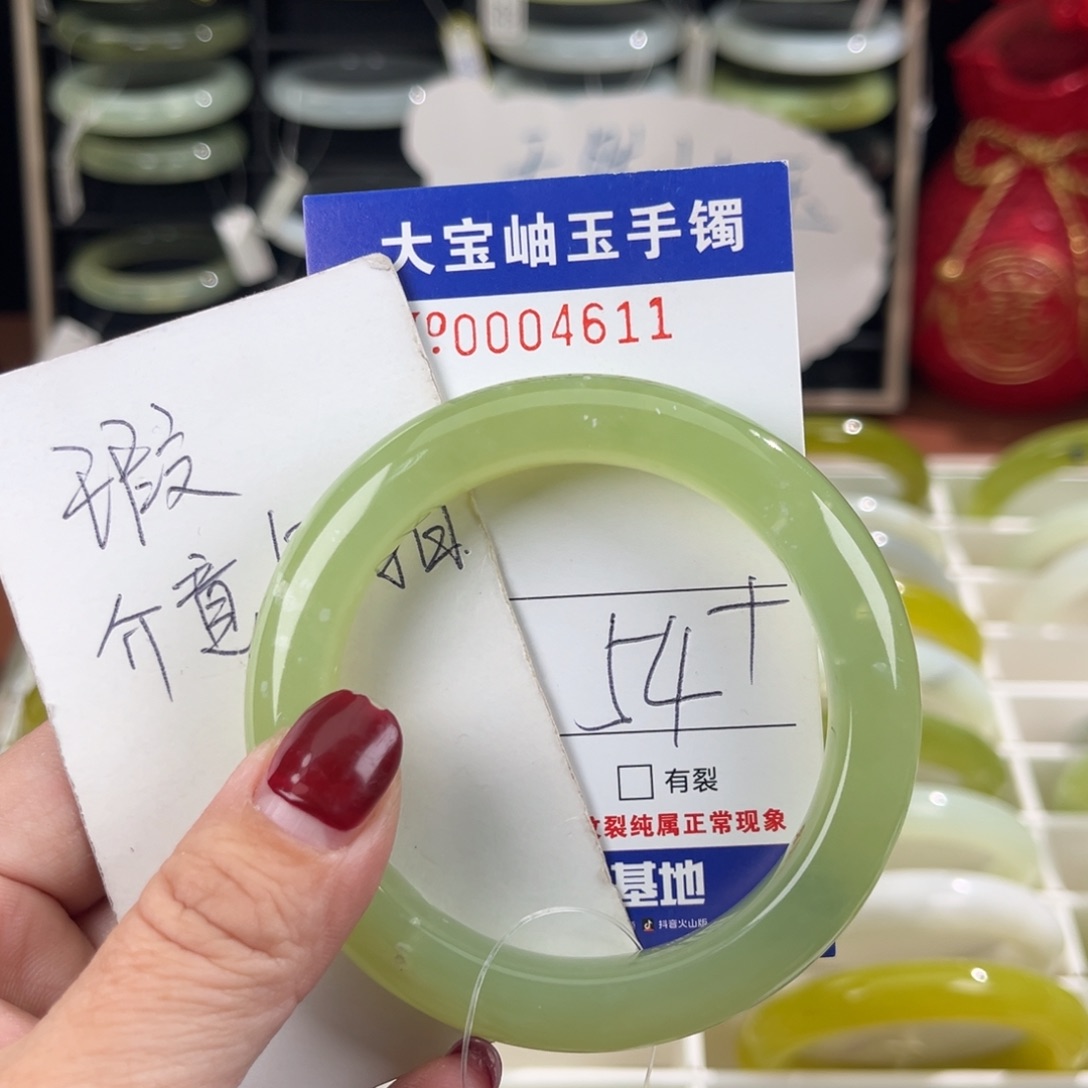 大宝岫玉手镯
№0004611
瑕
介意
54+
有裂
裂纯属正常现象
基地
抖音火山版